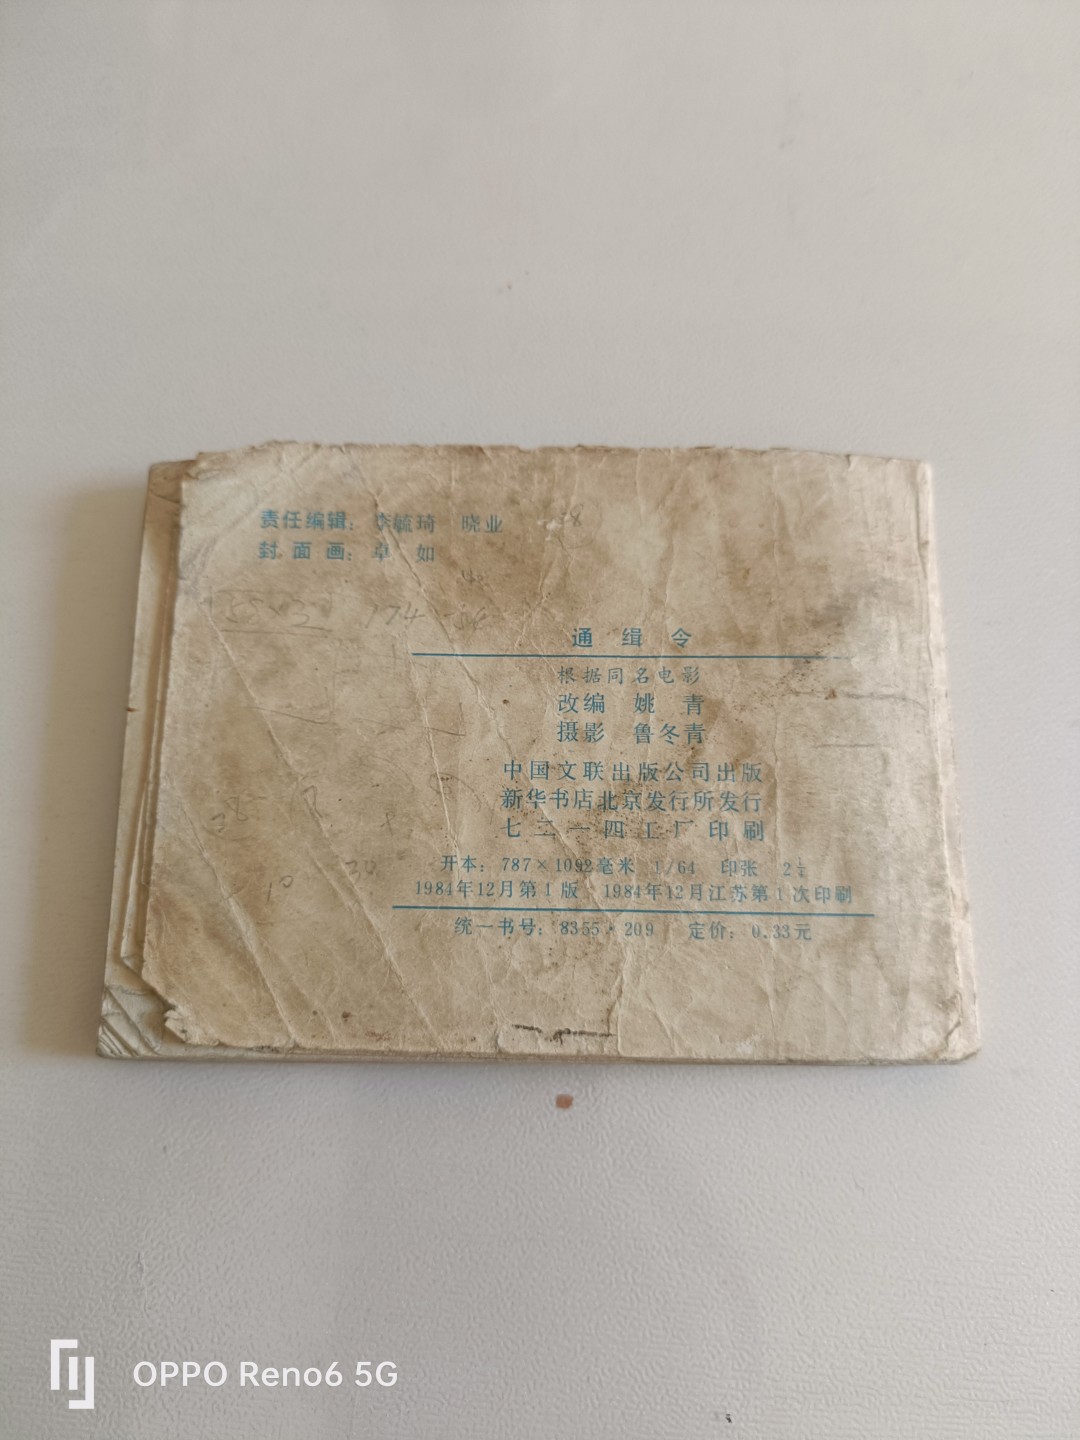 责任编辑：李毓琦 晓业
封面画：卓如
174
通缉令
根据同名电影
改编 姚青
摄影 鲁冬青
中国文联出版公司出版
新华书店北京发行所发行
七二一四工厂印刷
开本：787×1092毫米 1/64 印张 2¼
1984年12月第1版 1984年12月江苏第1次印刷
统一书号：8355·209 定价：0.33元
30
10
OPPO Reno6 5G